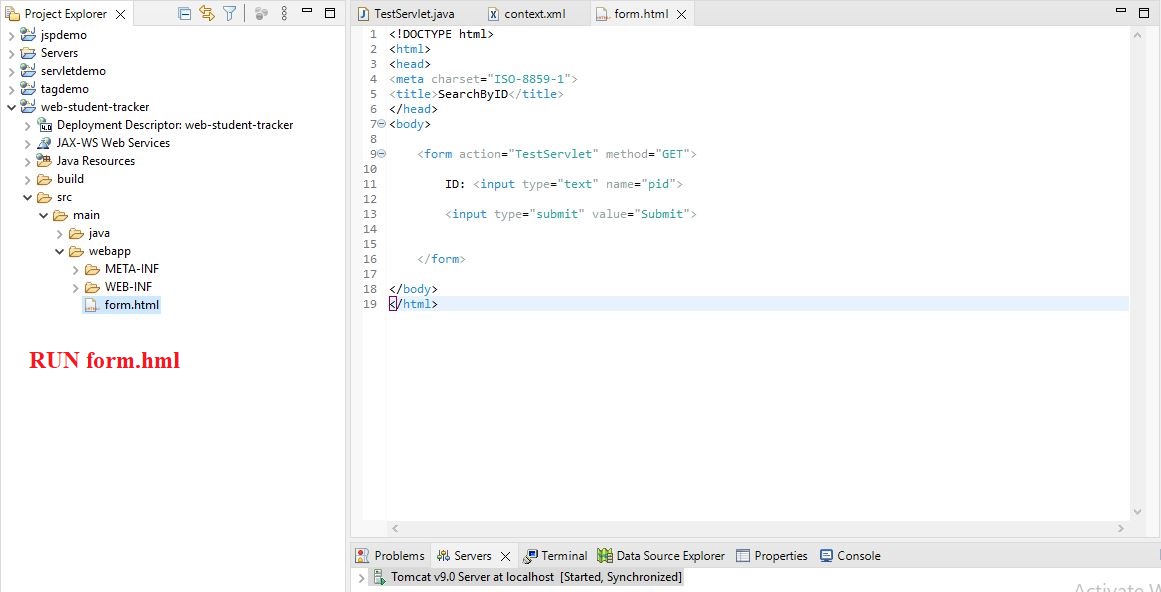 Project Explorer
jspdemo
Servers
servletdemo
tagdemo
web-student-tracker
Deployment Descriptor: web-student-tracker
JAX-WS Web Services
Java Resources
build
src
main
java
webapp
META-INF
WEB-INF
form.html
RUN form.hml
TestServlet.java context.xml form.html
1 <!DOCTYPE html>
2 <html>
3 <head>
4 <meta charset="ISO-8859-1">
5 <title>SearchByID</title>
6 </head>
7 <body>
8
9 <form action="TestServlet" method="GET">
10
11 ID: <input type="text" name="pid">
12
13 <input type="submit" value="Submit">
14
15
16 </form>
17
18 </body>
19 </html>
Problems Servers Terminal Data Source Explorer Properties Console
Tomcat v9.0 Server at localhost [Started, Synchronized]
Activate W